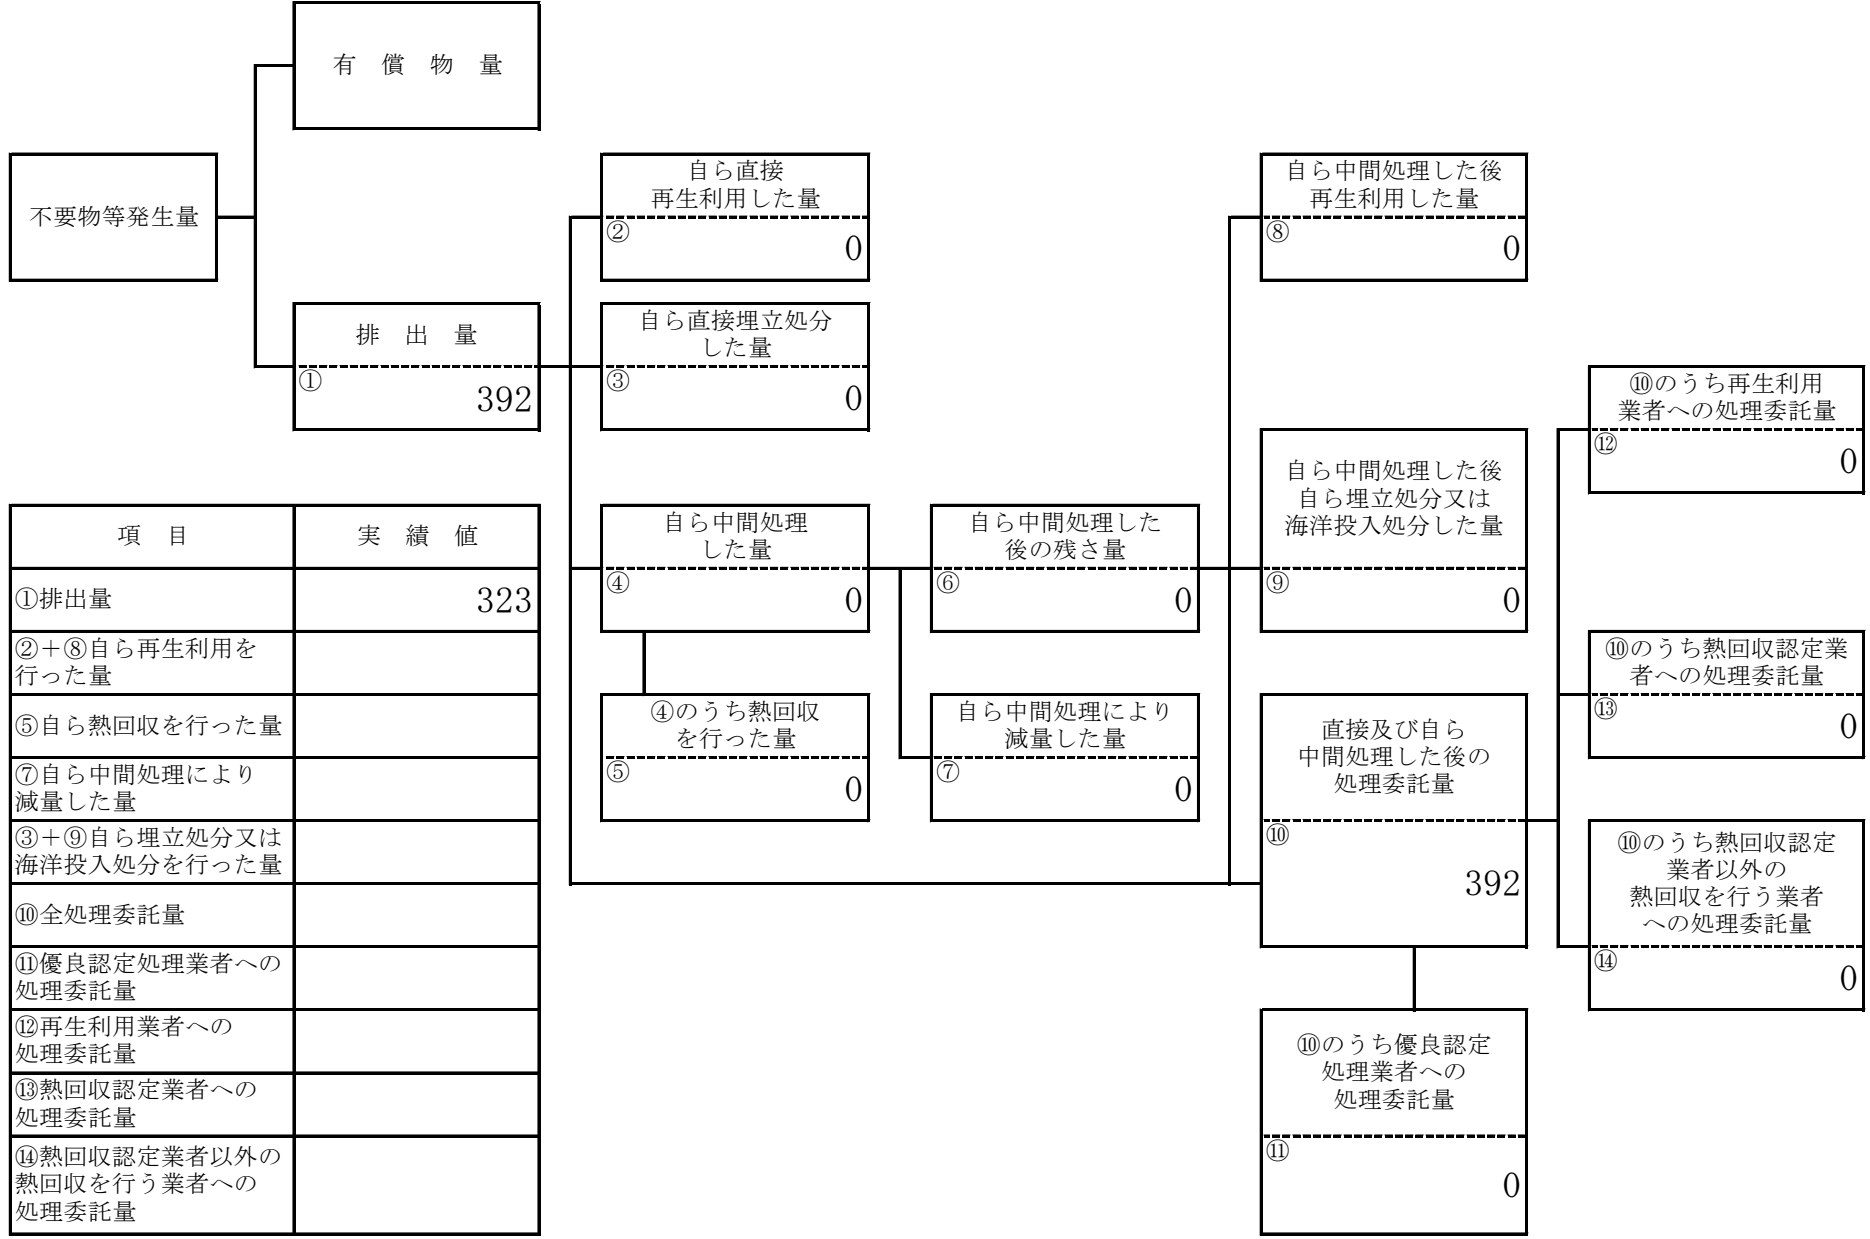 有　償　物　量
不要物等発生量
排　出　量
①
392
自ら直接
再生利用した量
②
0
自ら直接埋立処分
した量
③
0
自ら中間処理
した量
④
0
④のうち熱回収
を行った量
⑤
0
自ら中間処理した
後の残さ量
⑥
0
自ら中間処理により
減量した量
⑦
0
自ら中間処理した後
再生利用した量
⑧
0
自ら中間処理した後
自ら埋立処分又は
海洋投入処分した量
⑨
0
直接及び自ら
中間処理した後の
処理委託量
⑩
392
⑩のうち優良認定
処理業者への
処理委託量
⑪
0
⑩のうち再生利用
業者への処理委託量
⑫
0
⑩のうち熱回収認定業
者への処理委託量
⑬
0
⑩のうち熱回収認定
業者以外の
熱回収を行う業者
への処理委託量
⑭
0
項　目
実　績　値
①排出量
323
②＋⑧自ら再生利用を
行った量
⑤自ら熱回収を行った量
⑦自ら中間処理により
減量した量
③＋⑨自ら埋立処分又は
海洋投入処分を行った量
⑩全処理委託量
⑪優良認定処理業者への
処理委託量
⑫再生利用業者への
処理委託量
⑬熱回収認定業者への
処理委託量
⑭熱回収認定業者以外の
熱回収を行う業者への
処理委託量